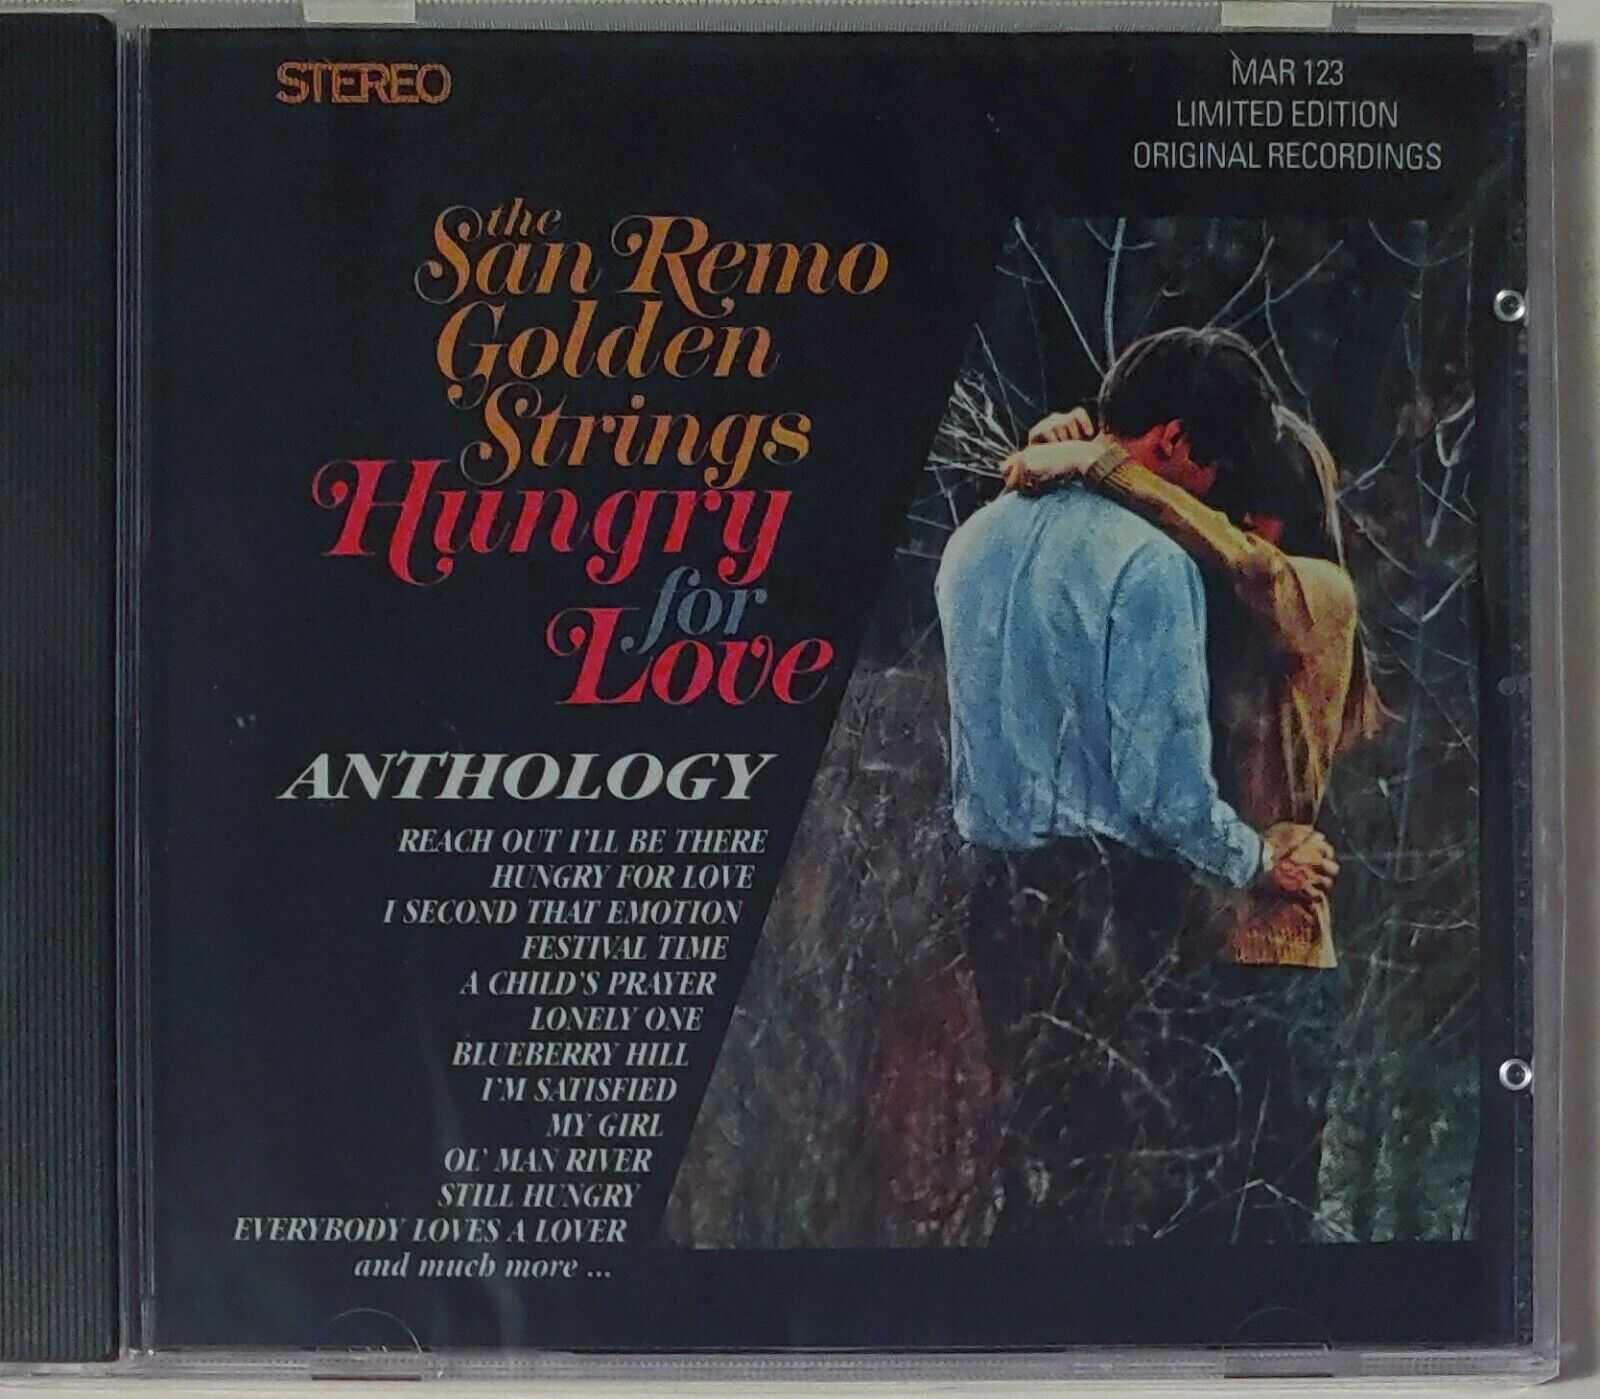 STEREO
MAR 123
LIMITED EDITION
ORIGINAL RECORDINGS
the
San Remo
Golden
Strings
Hungry
for
Love
ANTHOLOGY
REACH OUT I'LL BE THERE
HUNGRY FOR LOVE
I SECOND THAT EMOTION
FESTIVAL TIME
A CHILD'S PRAYER
LONELY ONE
BLUEBERRY HILL
I'M SATISFIED
MY GIRL
OL' MAN RIVER
STILL HUNGRY
EVERYBODY LOVES A LOVER
and much more ...